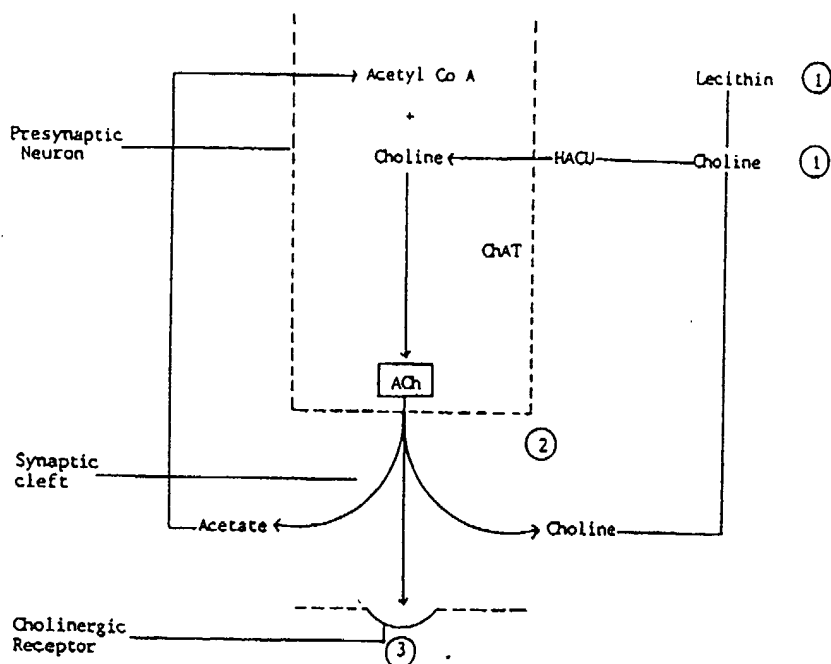 Acetyl Co A
Lecithin
1
+
Presynaptic
Neuron
Choline
HACU
Choline
1
ChAT
ACh
2
Synaptic
cleft
Acetate
Choline
Cholinergic
Receptor
3